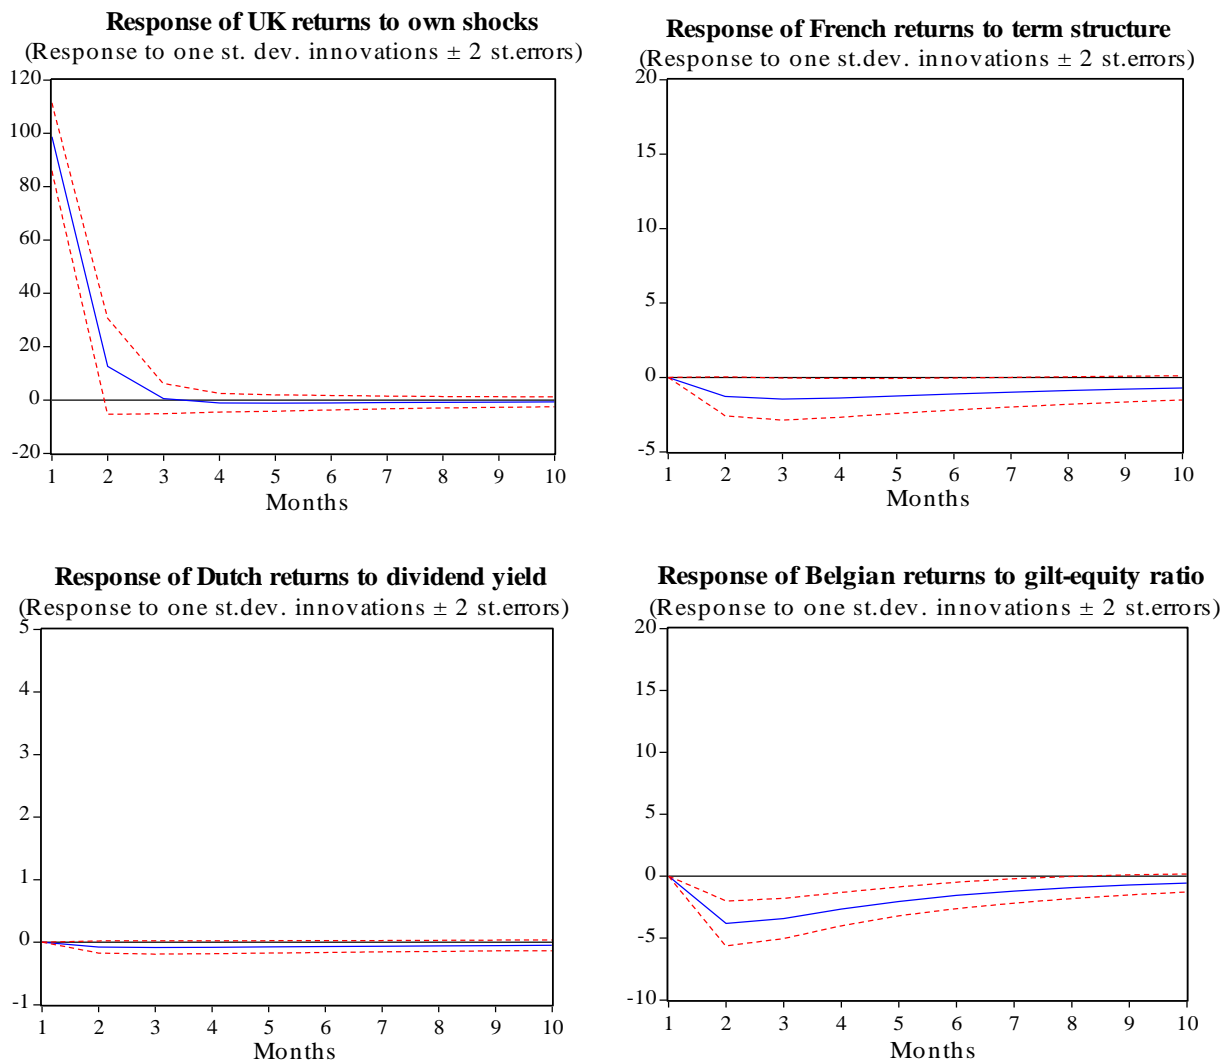 Response of UK returns to own shocks
(Response to one st. dev. innovations ± 2 st.errors)
120
100
80
60
40
20
0
-20
1 2 3 4 5 6 7 8 9 10
Months
Response of French returns to term structure
(Response to one st.dev. innovations ± 2 st.errors)
20
15
10
5
0
-5
1 2 3 4 5 6 7 8 9 10
Months
Response of Dutch returns to dividend yield
(Response to one st.dev. innovations ± 2 st.errors)
5
4
3
2
1
0
-1
1 2 3 4 5 6 7 8 9 10
Months
Response of Belgian returns to gilt-equity ratio
(Response to one st.dev. innovations ± 2 st.errors)
20
15
10
5
0
-5
-10
1 2 3 4 5 6 7 8 9 10
Months